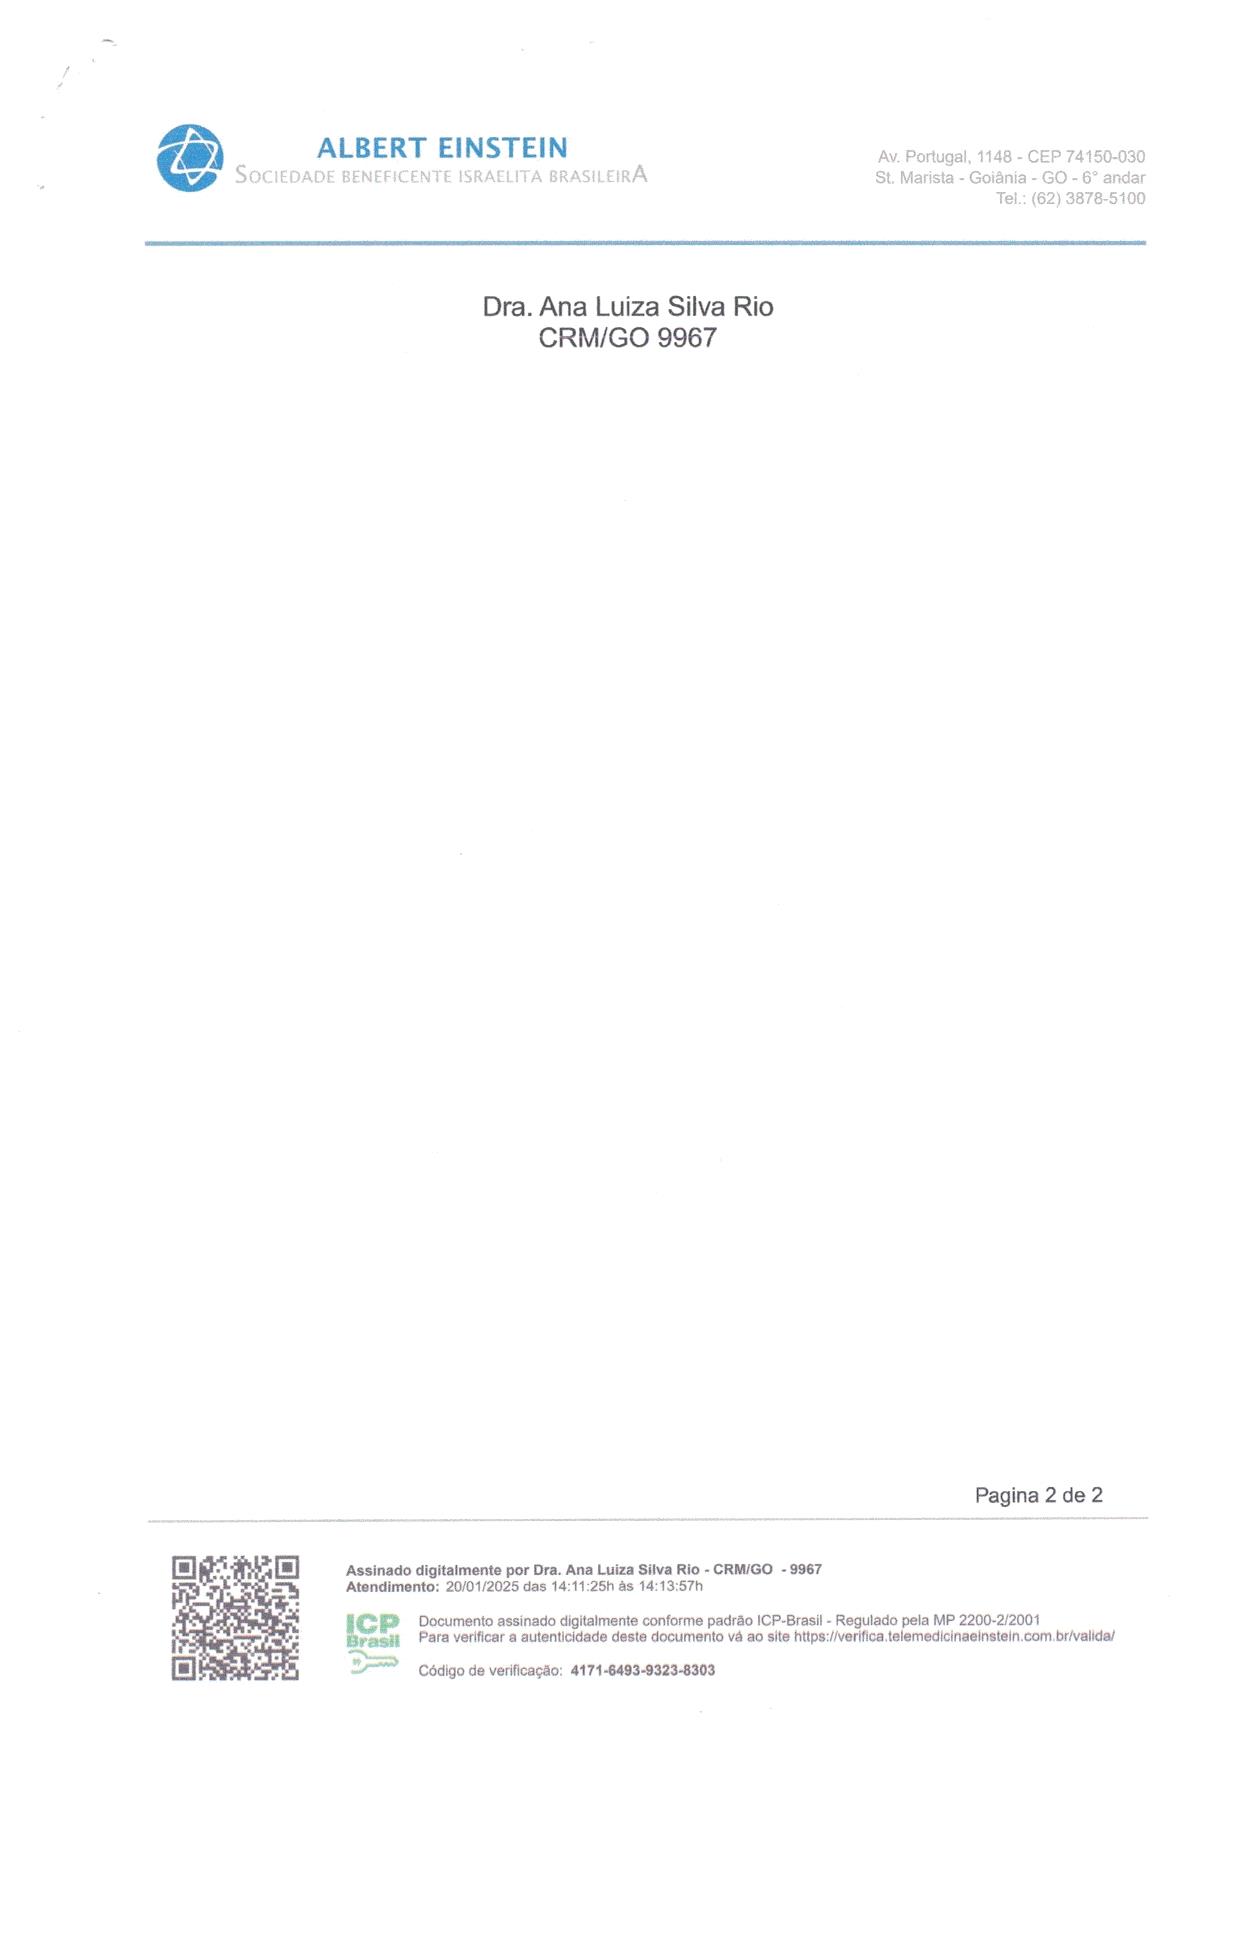 ALBERT EINSTEIN
SOCIEDADE BENEFICENTE ISRAELITA BRASILEIRA
Av. Portugal, 1148 - CEP 74150-030
St. Marista - Goiânia - GO - 6° andar
Tel.: (62) 3878-5100
Dra. Ana Luiza Silva Rio
CRM/GO 9967
Pagina 2 de 2
Assinado digitalmente por Dra. Ana Luiza Silva Rio - CRM/GO - 9967
Atendimento: 20/01/2025 das 14:11:25h às 14:13:57h
ICP
Brasil
Documento assinado digitalmente conforme padrão ICP-Brasil - Regulado pela MP 2200-2/2001
Para verificar a autenticidade deste documento vá ao site https://verifica.telemedicinaeinstein.com.br/valida/
Código de verificação: 4171-6493-9323-8303